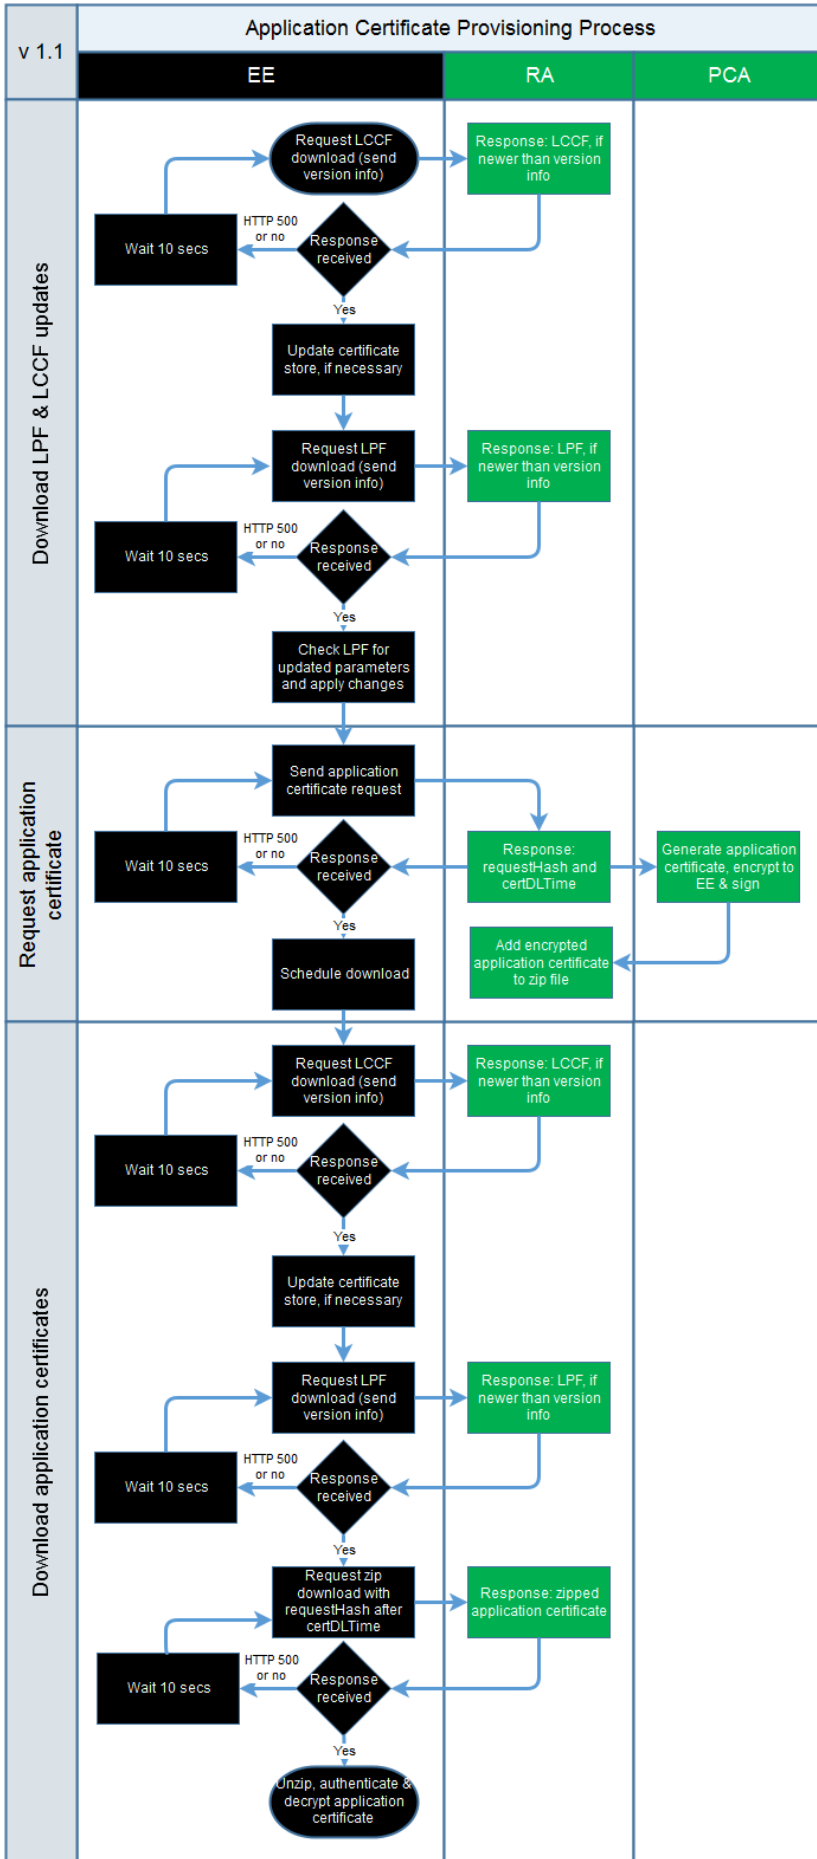 v 1.1
Application Certificate Provisioning Process
EE
RA
PCA
Download LPF & LCCF updates
Request LCCF
download (send
version info)
Response: LCCF, if
newer than version
info
HTTP 500
or no
Wait 10 secs
Response
received
Yes
Update certificate
store, if necessary
Request LPF
download (send
version info)
Response: LPF, if
newer than version
info
HTTP 500
or no
Wait 10 secs
Response
received
Yes
Check LPF for
updated parameters
and apply changes
Request application
certificate
Send application
certificate request
HTTP 500
or no
Wait 10 secs
Response
received
Response:
requestHash and
certDLTime
Generate application
certificate, encrypt to
EE & sign
Yes
Schedule download
Add encrypted
application certificate
to zip file
Download application certificates
Request LCCF
download (send
version info)
Response: LCCF, if
newer than version
info
HTTP 500
or no
Wait 10 secs
Response
received
Yes
Update certificate
store, if necessary
Request LPF
download (send
version info)
Response: LPF, if
newer than version
info
HTTP 500
or no
Wait 10 secs
Response
received
Yes
Request zip
download with
requestHash after
certDLTime
Response: zipped
application certificate
HTTP 500
or no
Wait 10 secs
Response
received
Yes
Unzip, authenticate &
decrypt application
certificate